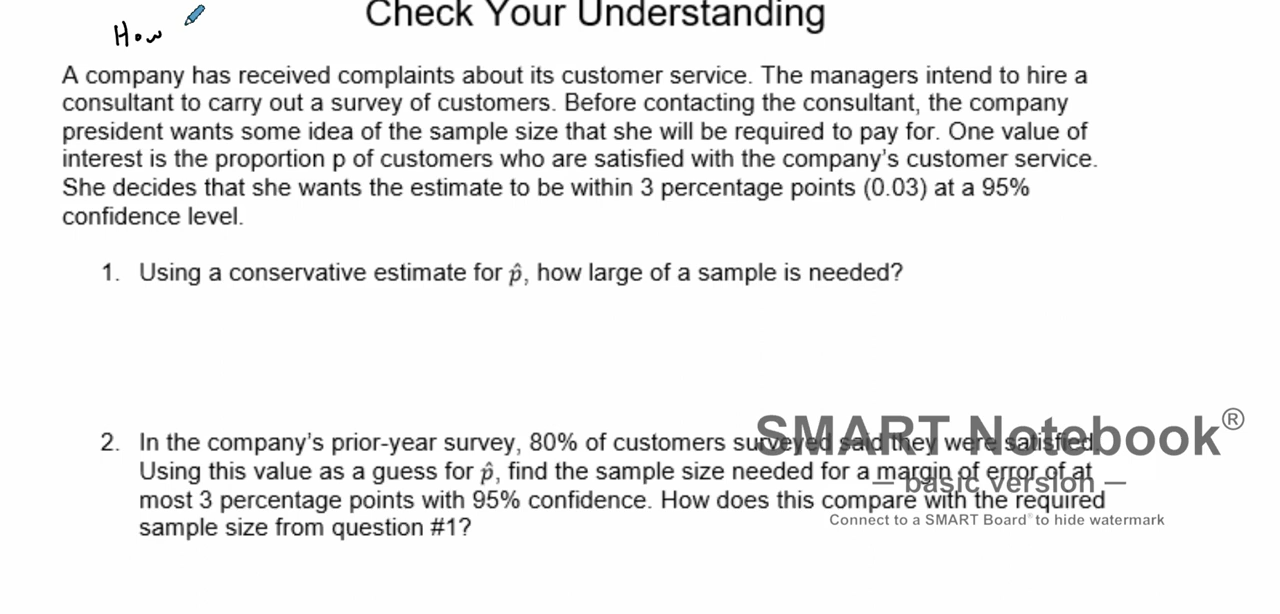 Check Your Understanding
How
A company has received complaints about its customer service. The managers intend to hire a
consultant to carry out a survey of customers. Before contacting the consultant, the company
president wants some idea of the sample size that she will be required to pay for. One value of
interest is the proportion p of customers who are satisfied with the company's customer service.
She decides that she wants the estimate to be within 3 percentage points (0.03) at a 95%
confidence level.
1. Using a conservative estimate for p̂, how large of a sample is needed?
2. In the company's prior-year survey, 80% of customers surveyed said they were satisfied.
Using this value as a guess for p̂, find the sample size needed for a margin of error of at
most 3 percentage points with 95% confidence. How does this compare with the required
sample size from question #1?
SMART Notebook®
— basic version —
Connect to a SMART Board® to hide watermark